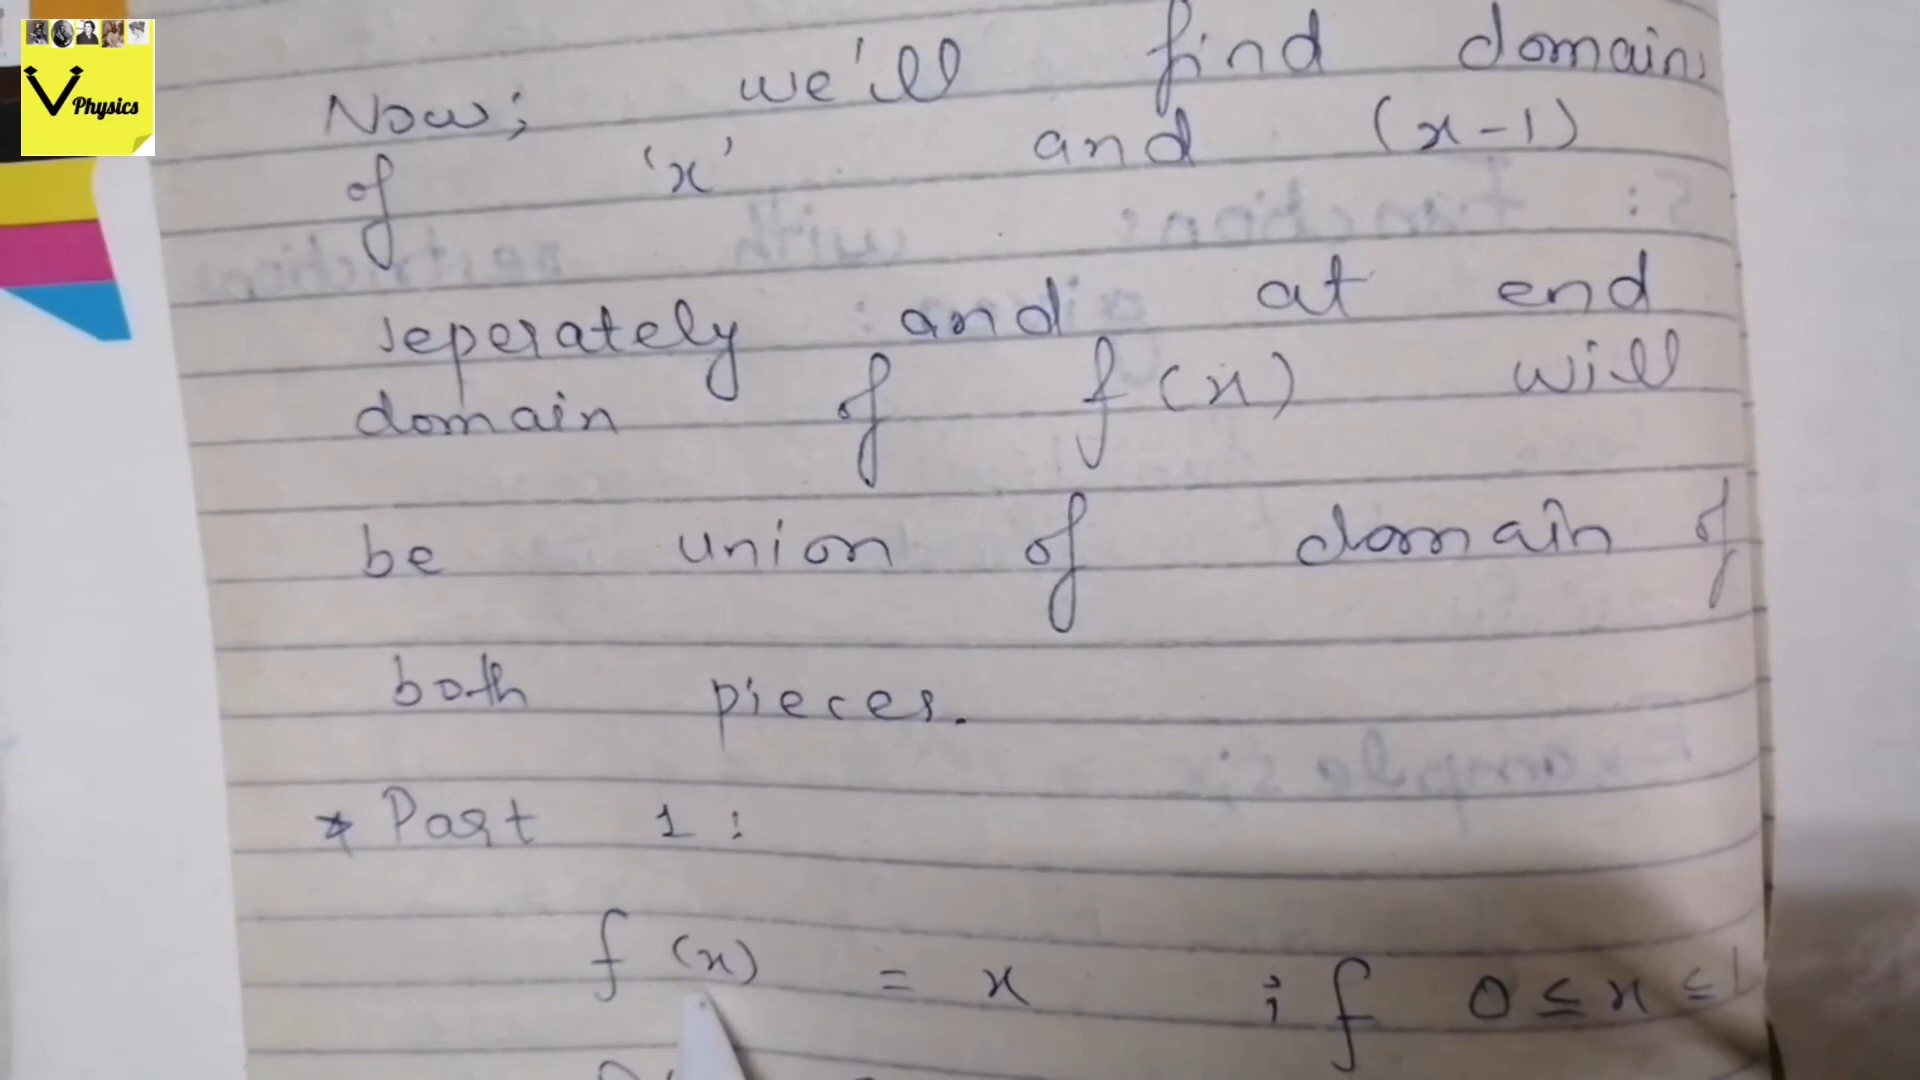 Physics
Now; we'll find domain
of 'x' and (x-1)
seperately and at end
domain of f(x) will
be union of domain of
both pieces.
* Part 1:
f(x) = x if 0 ≤ x ≤ 1